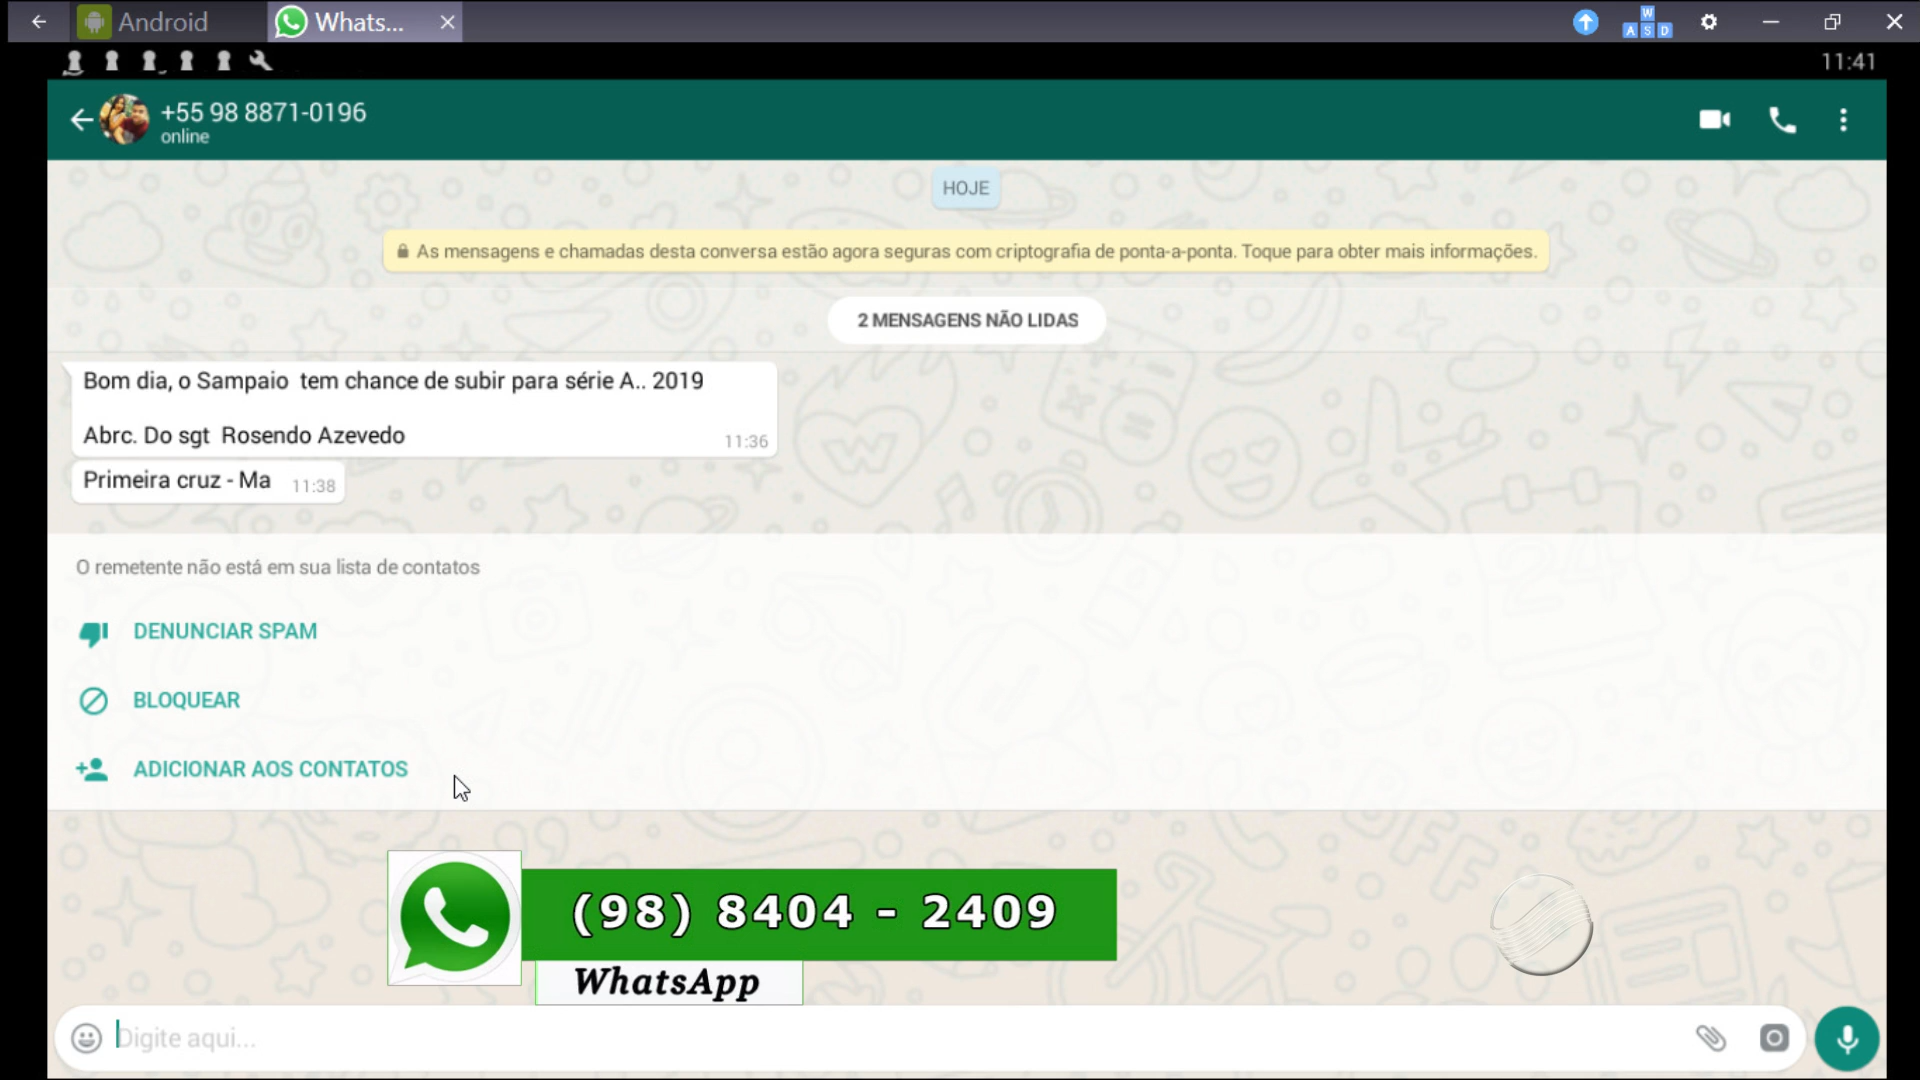 Android
Whats...
W
A S D
11:41
+55 98 8871-0196
online
HOJE
As mensagens e chamadas desta conversa estão agora seguras com criptografia de ponta-a-ponta. Toque para obter mais informações.
2 MENSAGENS NÃO LIDAS
Bom dia, o Sampaio tem chance de subir para série A.. 2019
Abrc. Do sgt Rosendo Azevedo
11:36
Primeira cruz - Ma 11:38
O remetente não está em sua lista de contatos
DENUNCIAR SPAM
BLOQUEAR
ADICIONAR AOS CONTATOS
(98) 8404 - 2409
WhatsApp
Digite aqui...